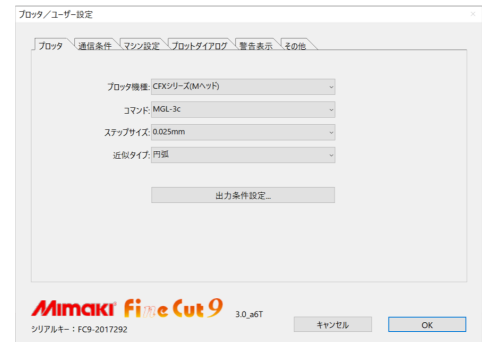 プロッタ／ユーザー設定
プロッタ 通信条件 マシン設定 プロットダイアログ 警告表示 その他
プロッタ機種: CFXシリーズ(Mヘッド)
コマンド: MGL-3c
ステップサイズ: 0.025mm
近似タイプ: 円弧
出力条件設定...
Mimaki Fine Cut 9 3.0_a6T
シリアルキー：FC9-2017292
キャンセル OK